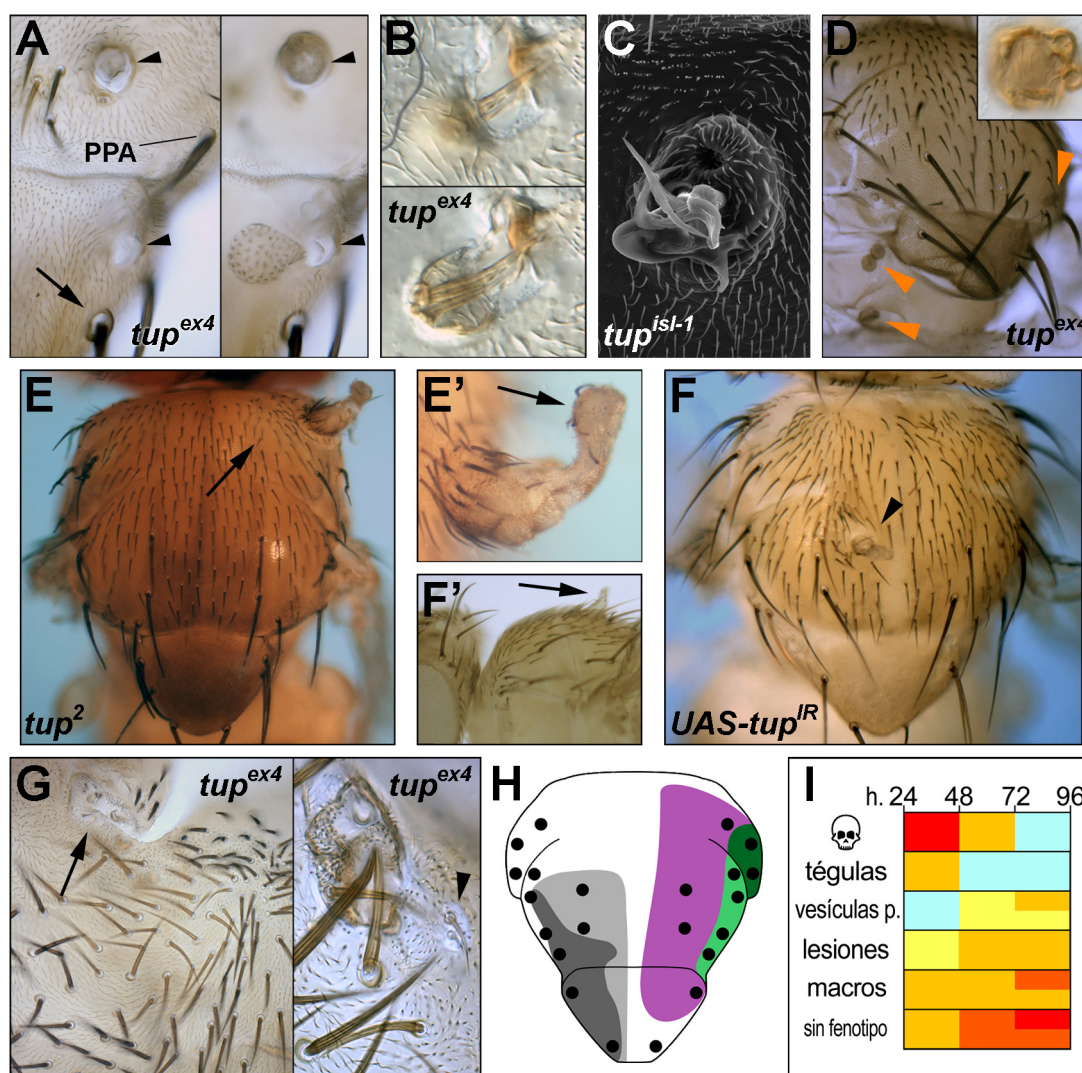 A
PPA
tup^ex4
B
tup^ex4
C
tup^isl-1
D
tup^ex4
E
tup^2
E'
F'
F
UAS-tup^IR
G
tup^ex4
tup^ex4
H
I
h. 24 48 72 96
tégulas
vesículas p.
lesiones
macros
sin fenotipo